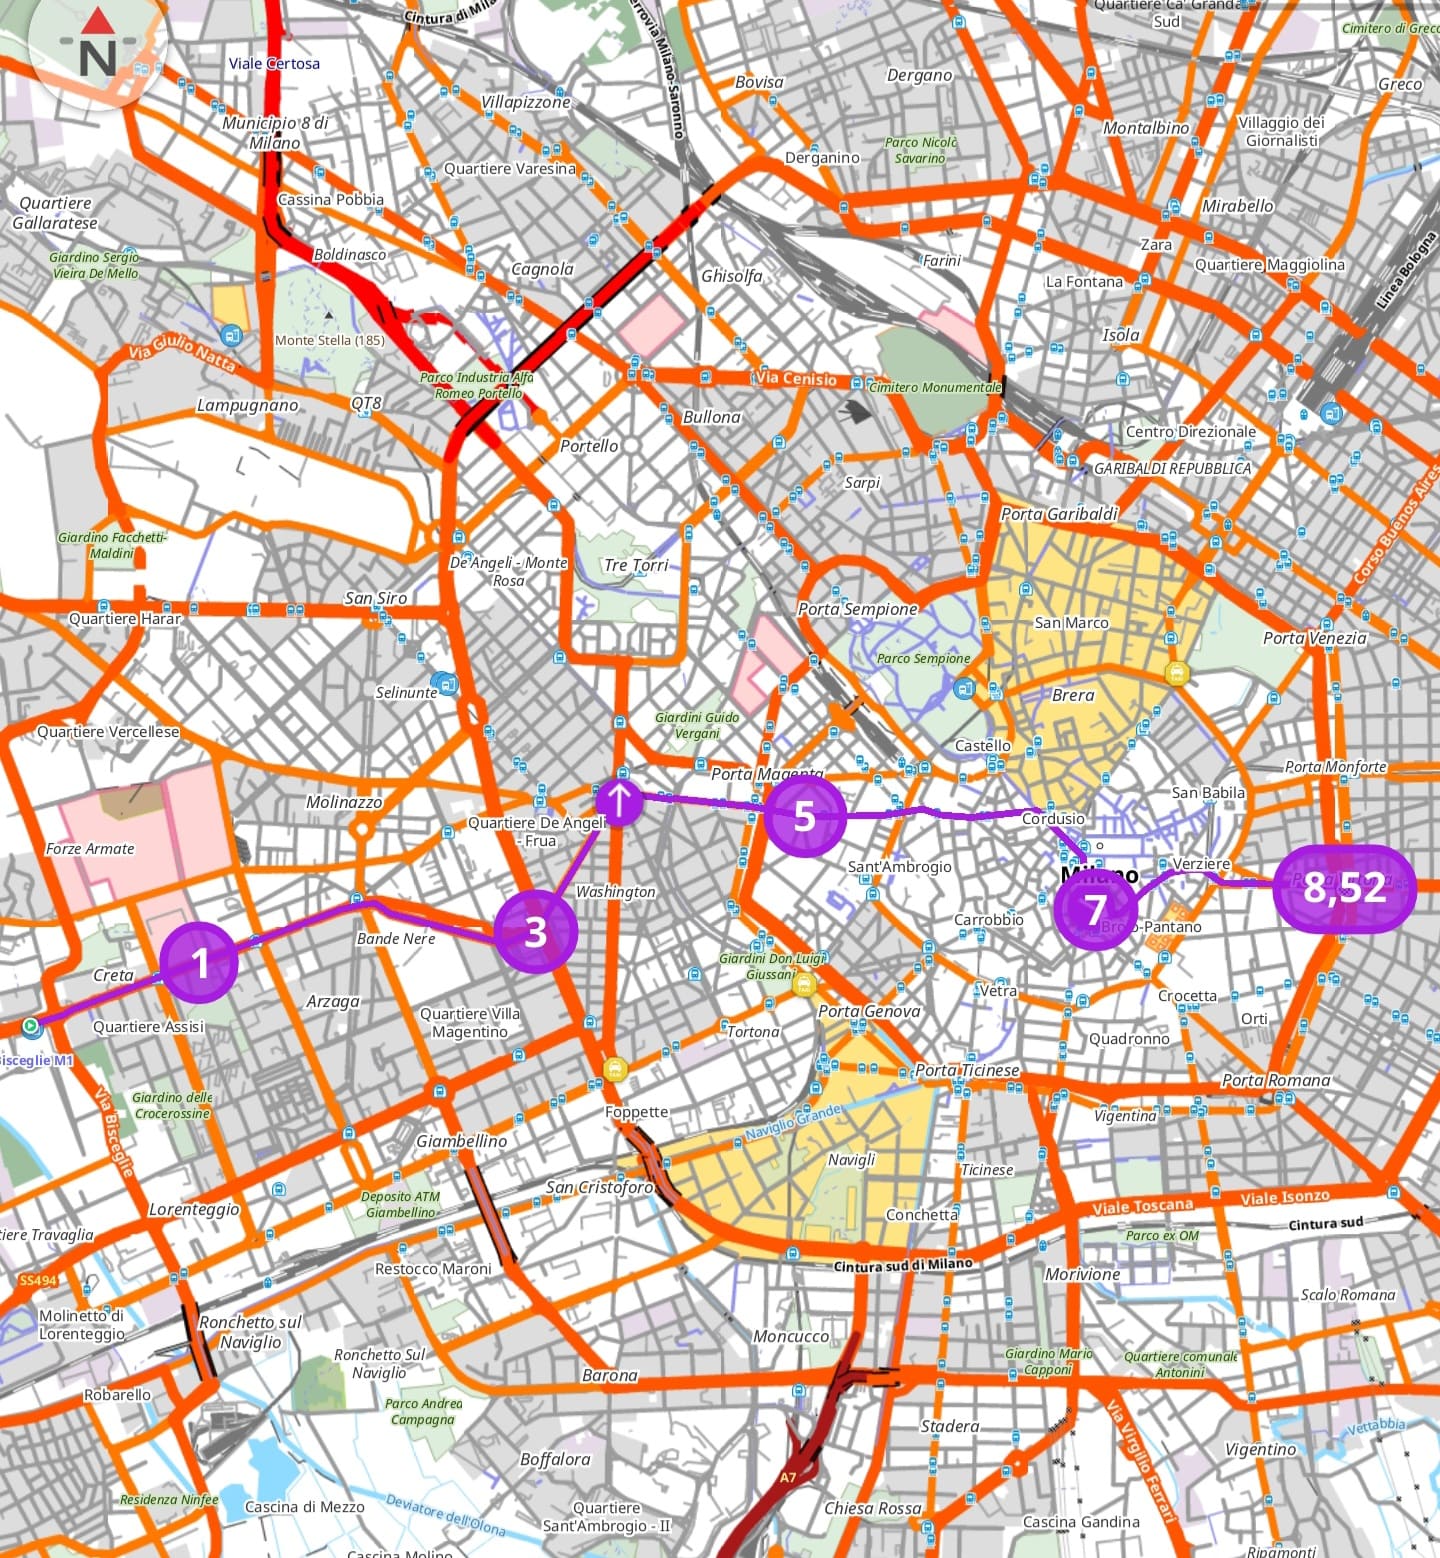 Cintura di Mila
Quartiere Ca' Granda
Sud
Cimitero di Greco
N
Viale Certosa
Ferrovia Milano-Saronno
Bovisa
Dergano
Greco
Villapizzone
Municipio 8 di
Milano
Montalbino
Villaggio dei
Giornalisti
Parco Nicolò
Savarino
Derganino
Quartiere Varesina
Quartiere
Gallaratese
Cassina Pobbia
Mirabello
Giardino Sergio
Vieira De Mello
Boldinasco
Cagnola
Ghisolfa
Farini
Zara
Quartiere Maggiolina
La Fontana
Linea Bologna
Monte Stella (185)
Isola
Via Giulio Natta
Parco Industria Alfa
Romeo Portello
Via Cenisio
Cimitero Monumentale
Lampugnano
QT8
Bullona
Portello
Centro Direzionale
GARIBALDI REPUBBLICA
Sarpi
Porta Garibaldi
Corso Buenos Aires
Giardino Facchetti-
Maldini
De Angeli - Monte
Rosa
Tre Torri
San Siro
Quartiere Harar
Porta Sempione
San Marco
Porta Venezia
Parco Sempione
Selinunte
Brera
Giardini Guido
Vergani
Quartiere Vercellese
Castello
Porta Magenta
Porta Monforte
San Babila
Molinazzo
Quartiere De Angeli
- Frua
5
Cordusio
Forze Armate
Sant'Ambrogio
Verziere
Milano
8,52
Washington
Carrobbio
7
Brolo-Pantano
3
Bande Nere
1
Creta
Giardini Don Luigi
Giussani
TAXI
Vetra
Crocetta
Arzaga
Porta Genova
Orti
Quartiere Assisi
Quartiere Villa
Magentino
Tortona
Quadronno
Bisceglie M1
Porta Ticinese
Porta Romana
Via Bisceglie
Giardino delle
Crocerossine
Foppette
Naviglio Grande
Vigentina
Giambellino
Navigli
Ticinese
San Cristoforo
Deposito ATM
Giambellino
Lorenteggio
Conchetta
Viale Toscana
Viale Isonzo
Cintura sud
tiere Travaglia
Parco ex OM
SS494
Restocco Maroni
Cintura sud di Milano
Morivione
Scalo Romana
Molinetto di
Lorenteggio
Ronchetto sul
Naviglio
Moncucco
Ronchetto Sul
Naviglio
Giardino Mario
Capponi
Quartiere comunale
Antonini
Barona
Robarello
Parco Andrea
Campagna
Stadera
Vettabbia
Via Virgilio Ferrari
Vigentino
Boffalora
A7
Residenza Ninfee
Cascina di Mezzo
Deviatore dell'Olona
Quartiere
Sant'Ambrogio - II
Chiesa Rossa
Cascina Gandina
Cascina Molino
Ripamonti